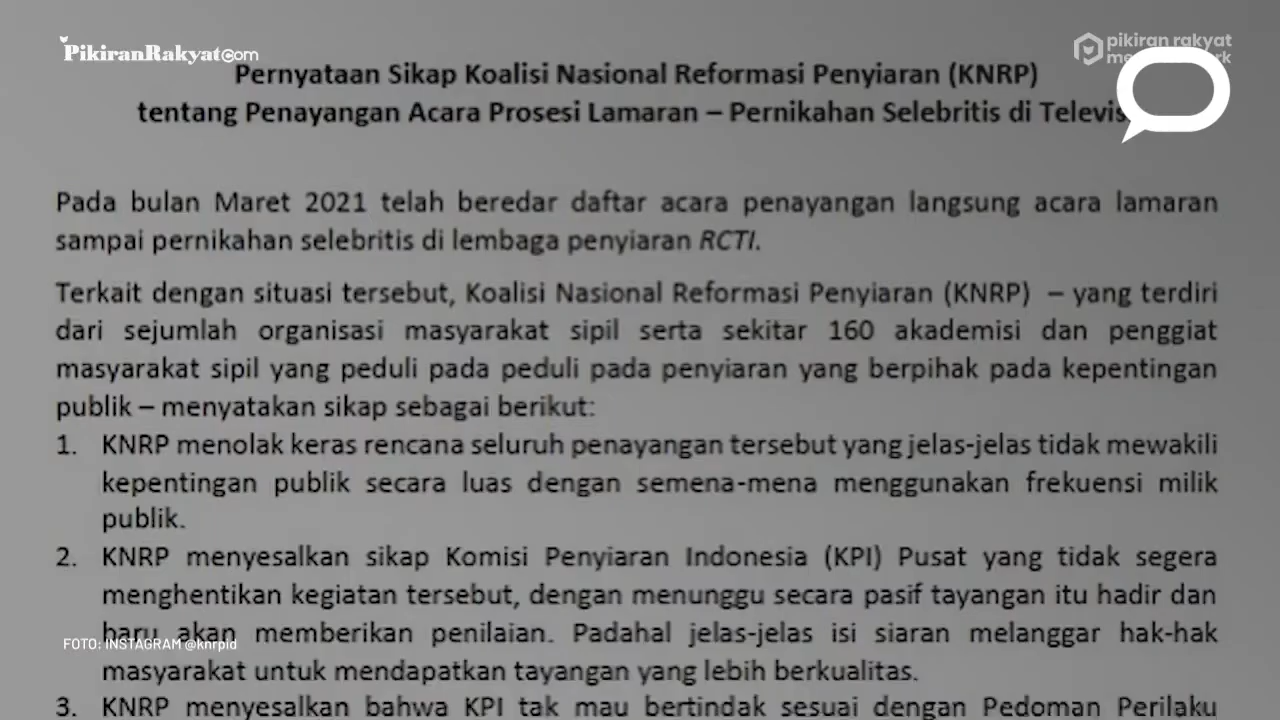 PikiranRakyat.com
pikiran rakyat
Pernyataan Sikap Koalisi Nasional Reformasi Penyiaran (KNRP)
tentang Penayangan Acara Prosesi Lamaran – Pernikahan Selebritis di Televis
Pada bulan Maret 2021 telah beredar daftar acara penayangan langsung acara lamaran
sampai pernikahan selebritis di lembaga penyiaran RCTI.
Terkait dengan situasi tersebut, Koalisi Nasional Reformasi Penyiaran (KNRP) – yang terdiri
dari sejumlah organisasi masyarakat sipil serta sekitar 160 akademisi dan penggiat
masyarakat sipil yang peduli pada peduli pada penyiaran yang berpihak pada kepentingan
publik – menyatakan sikap sebagai berikut:
1. KNRP menolak keras rencana seluruh penayangan tersebut yang jelas-jelas tidak mewakili
kepentingan publik secara luas dengan semena-mena menggunakan frekuensi milik
publik.
2. KNRP menyesalkan sikap Komisi Penyiaran Indonesia (KPI) Pusat yang tidak segera
menghentikan kegiatan tersebut, dengan menunggu secara pasif tayangan itu hadir dan
baru akan memberikan penilaian. Padahal jelas-jelas isi siaran melanggar hak-hak
FOTO: INSTAGRAM @knrpid
masyarakat untuk mendapatkan tayangan yang lebih berkualitas.
3. KNRP menyesalkan bahwa KPI tak mau bertindak sesuai dengan Pedoman Perilaku